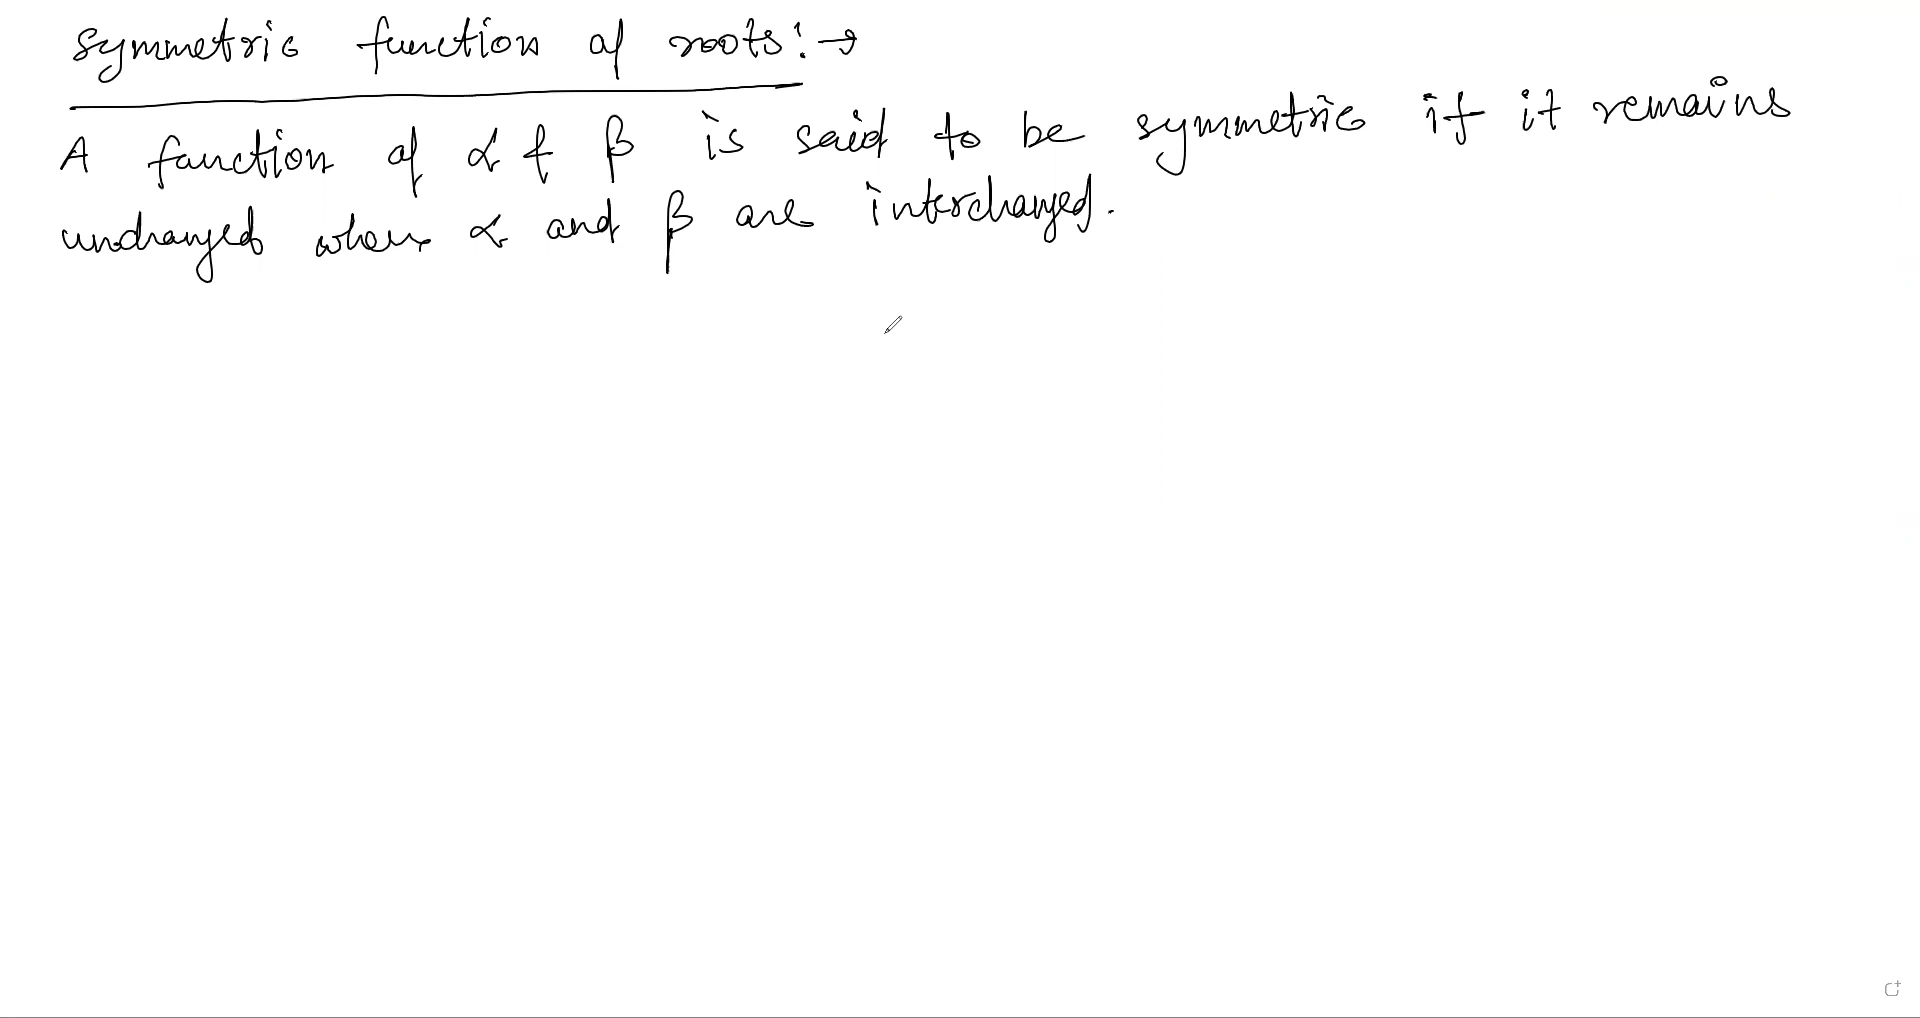 symmetric function of roots:→
A function of α & β is said to be symmetric if it remains
unchanged when α and β are interchanged.